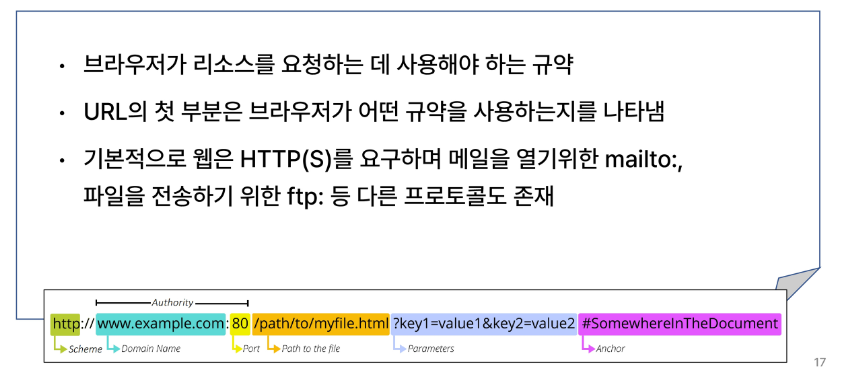 • 브라우저가 리소스를 요청하는 데 사용해야 하는 규약
• URL의 첫 부분은 브라우저가 어떤 규약을 사용하는지를 나타냄
• 기본적으로 웹은 HTTP(S)를 요구하며 메일을 열기위한 mailto:,
파일을 전송하기 위한 ftp: 등 다른 프로토콜도 존재
Authority
http://www.example.com:80/path/to/myfile.html?key1=value1&key2=value2#SomewhereInTheDocument
Scheme Domain Name Port Path to the file Parameters Anchor
17